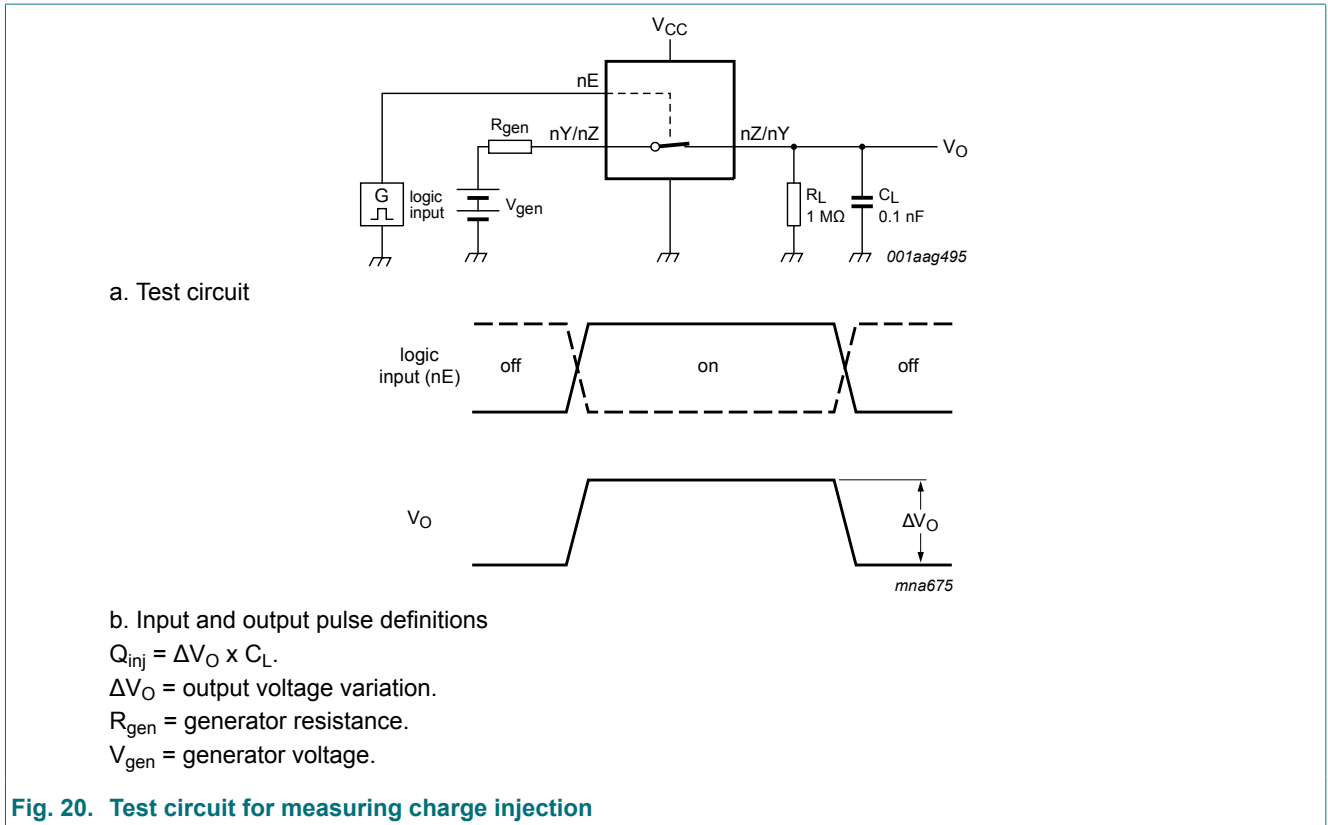 VCC
nE
Rgen
nY/nZ
nZ/nY
VO
G
logic
input
Vgen
RL
1 MΩ
CL
0.1 nF
001aag495
a. Test circuit
logic
input (nE)
off
on
off
VO
ΔVO
mna675
b. Input and output pulse definitions
Qinj = ΔVO x CL.
ΔVO = output voltage variation.
Rgen = generator resistance.
Vgen = generator voltage.
Fig. 20. Test circuit for measuring charge injection